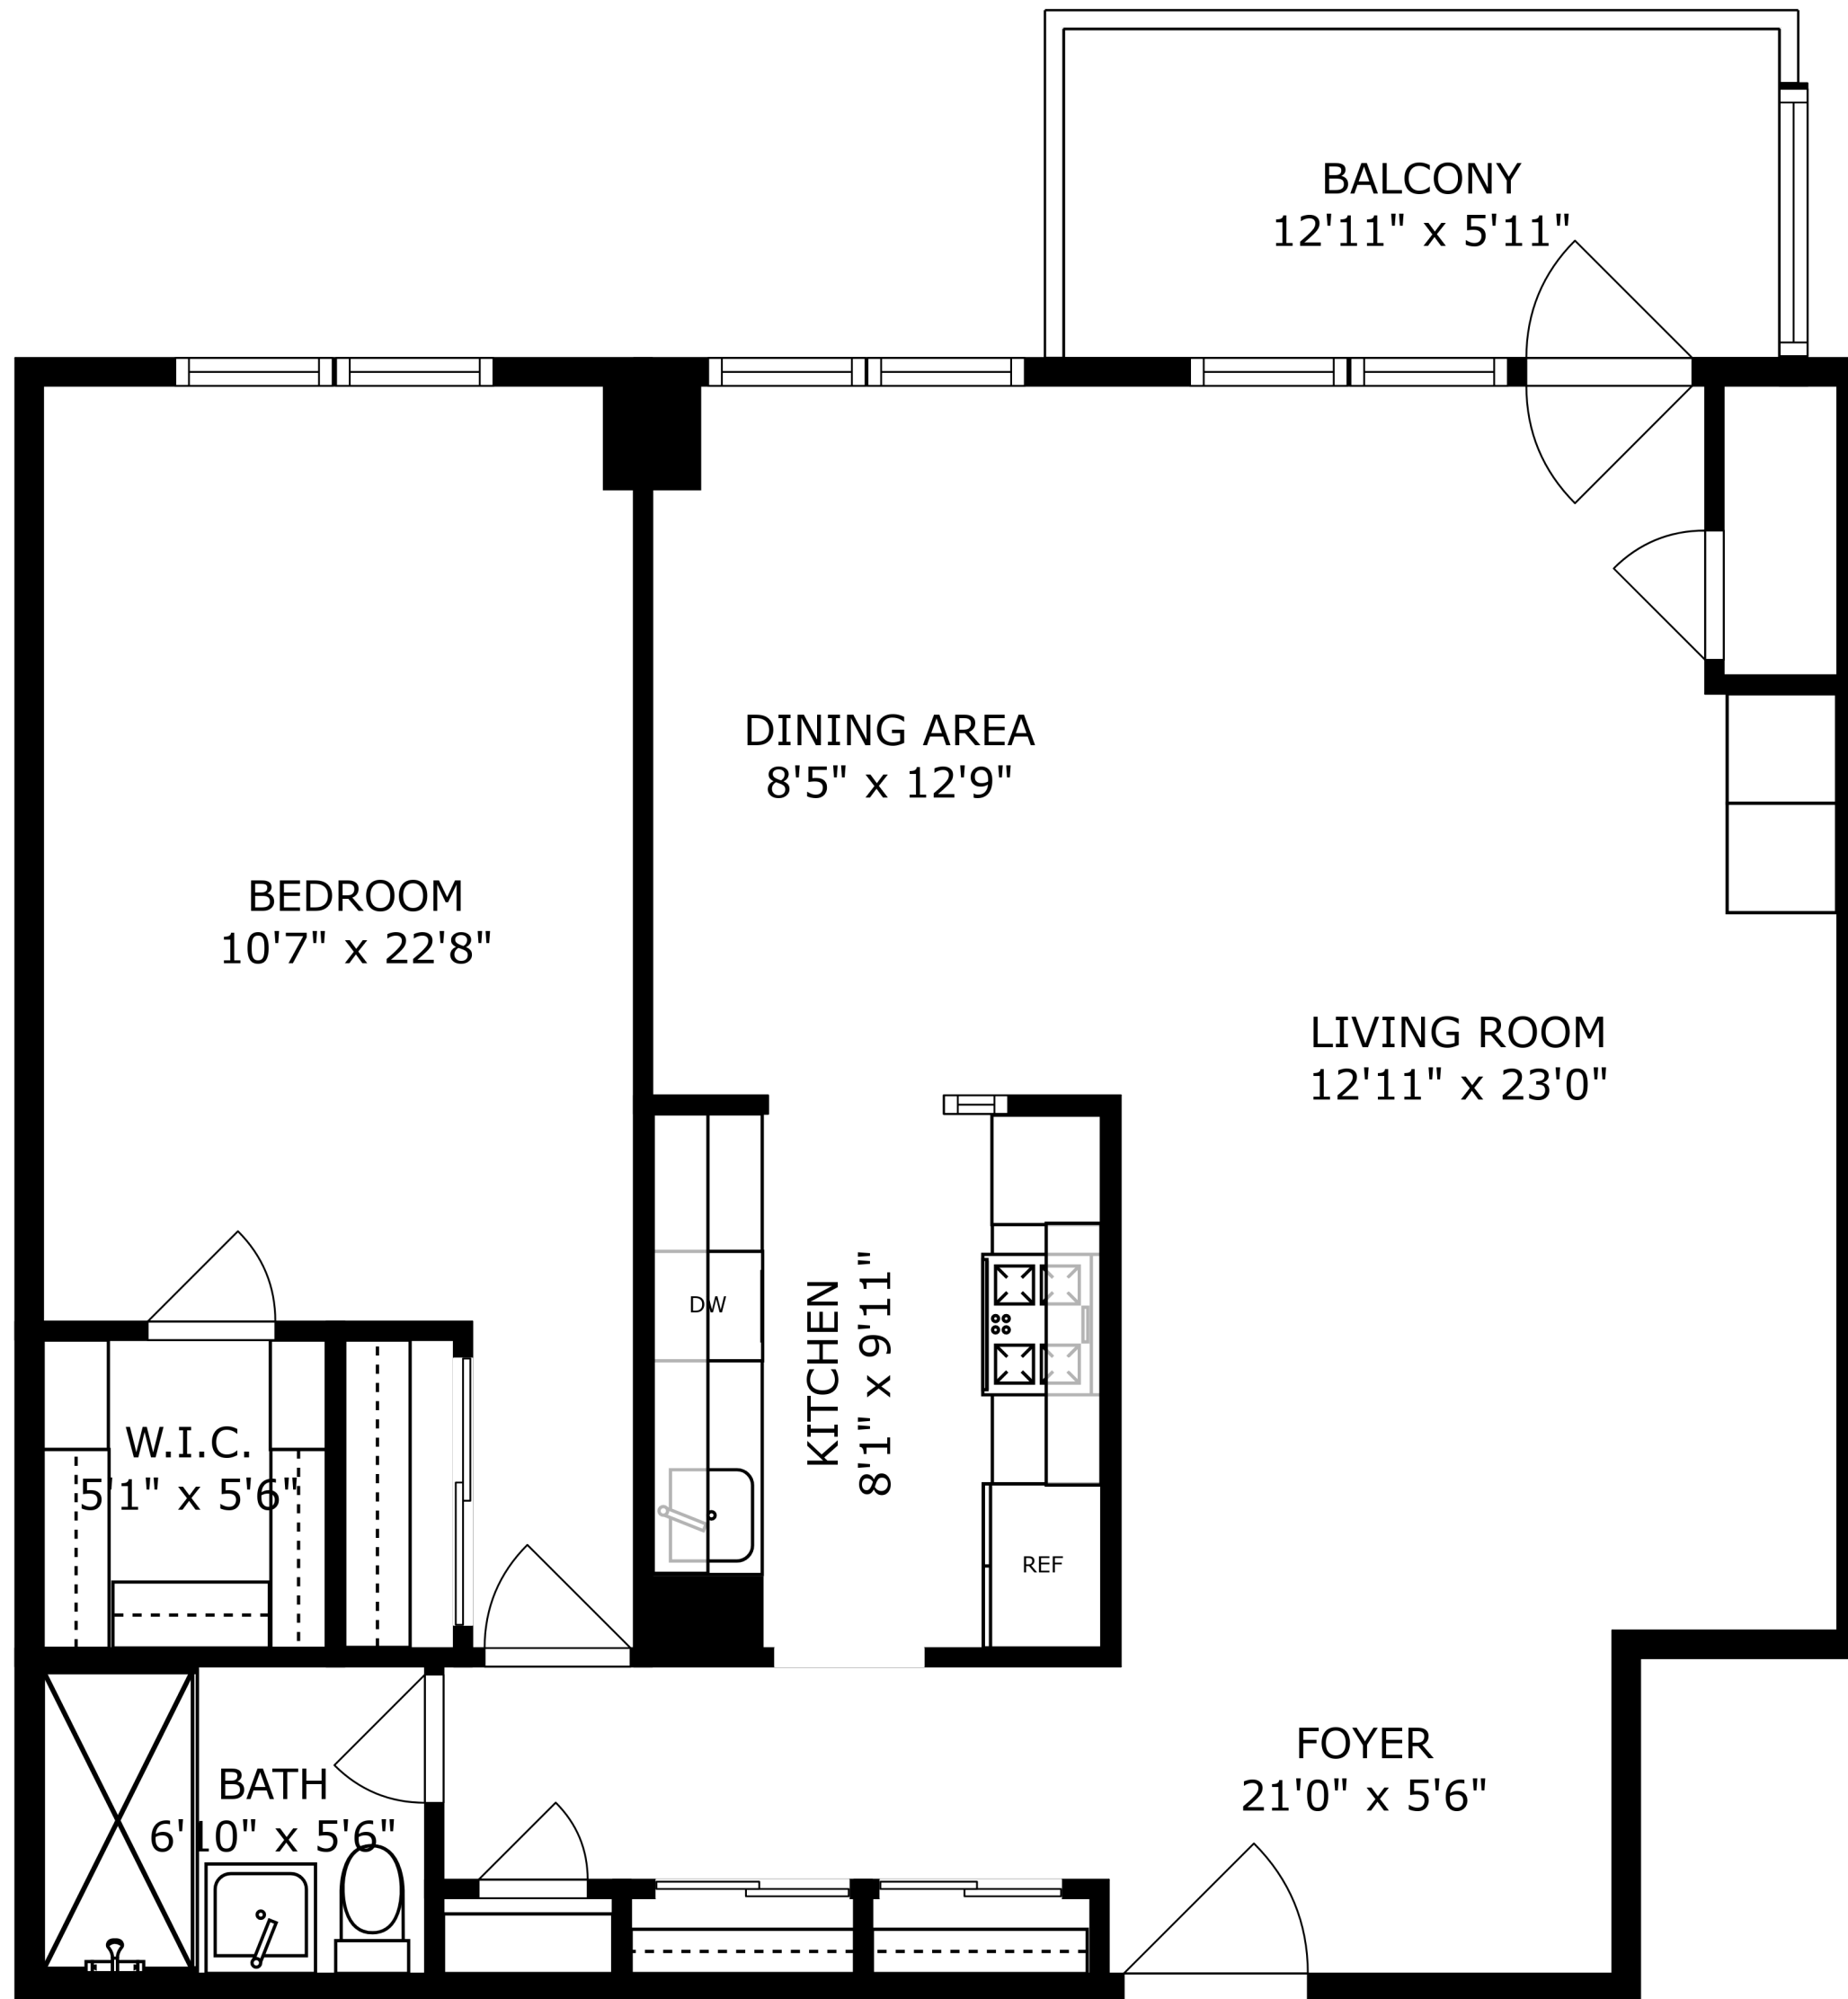 BALCONY
12'11" x 5'11"
DINING AREA
8'5" x 12'9"
BEDROOM
10'7" x 22'8"
LIVING ROOM
12'11" x 23'0"
DW
KITCHEN
8'1" x 9'11"
W.I.C.
5'1" x 5'6"
REF
FOYER
21'0" x 5'6"
BATH
6'10" x 5'6"